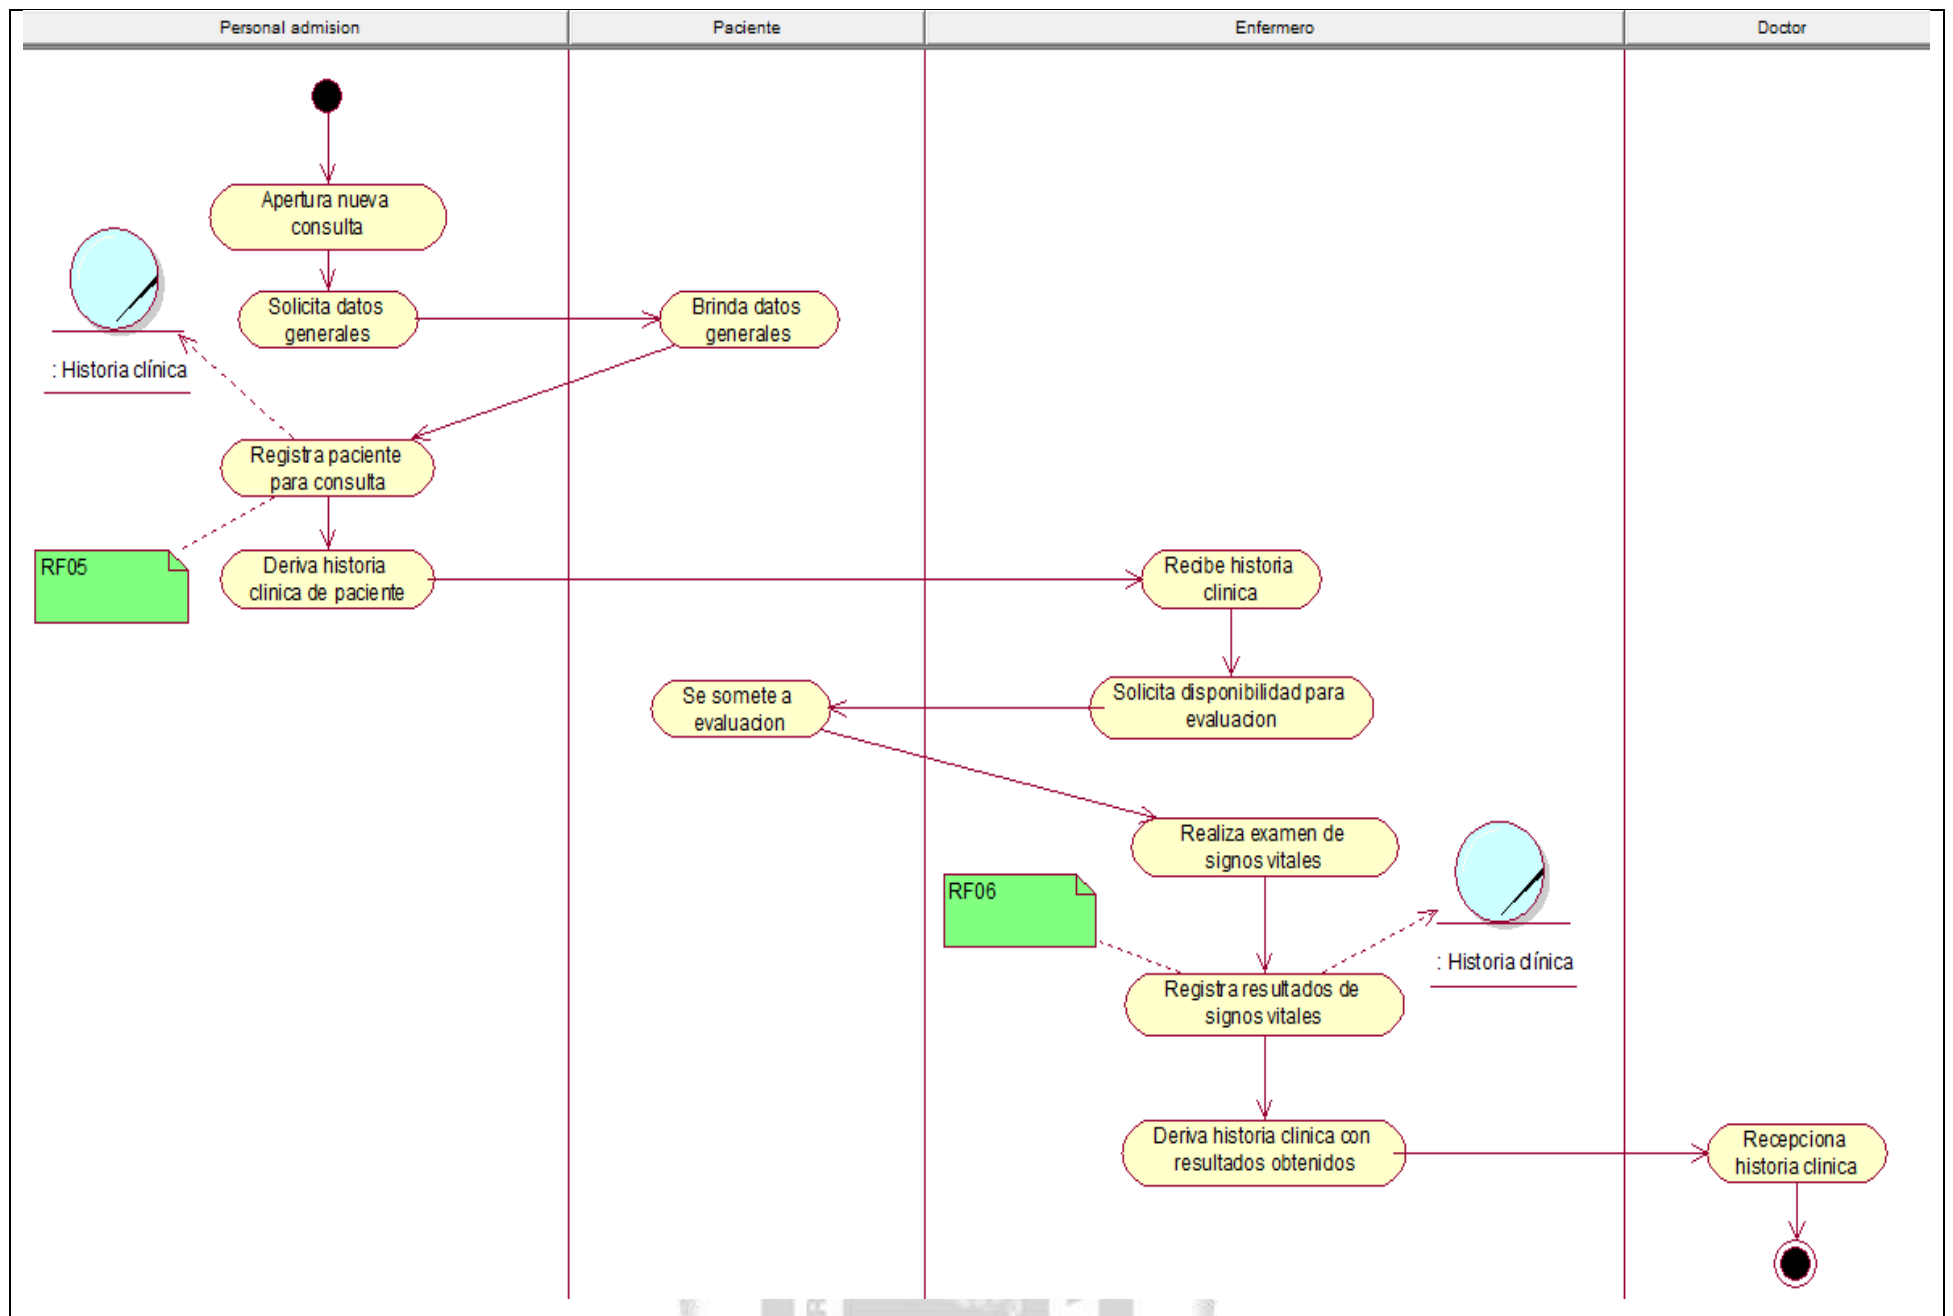 Personal admision
Paciente
Enfermero
Doctor
Apertura nueva
consulta
Solicita datos
generales
Brinda datos
generales
: Historia clínica
Registra paciente
para consulta
RF05
Deriva historia
clinica de paciente
Recibe historia
clinica
Se somete a
evaluacion
Solicita disponibilidad para
evaluacion
Realiza examen de
signos vitales
RF06
: Historia clínica
Registra resultados de
signos vitales
Deriva historia clinica con
resultados obtenidos
Recepciona
historia clinica